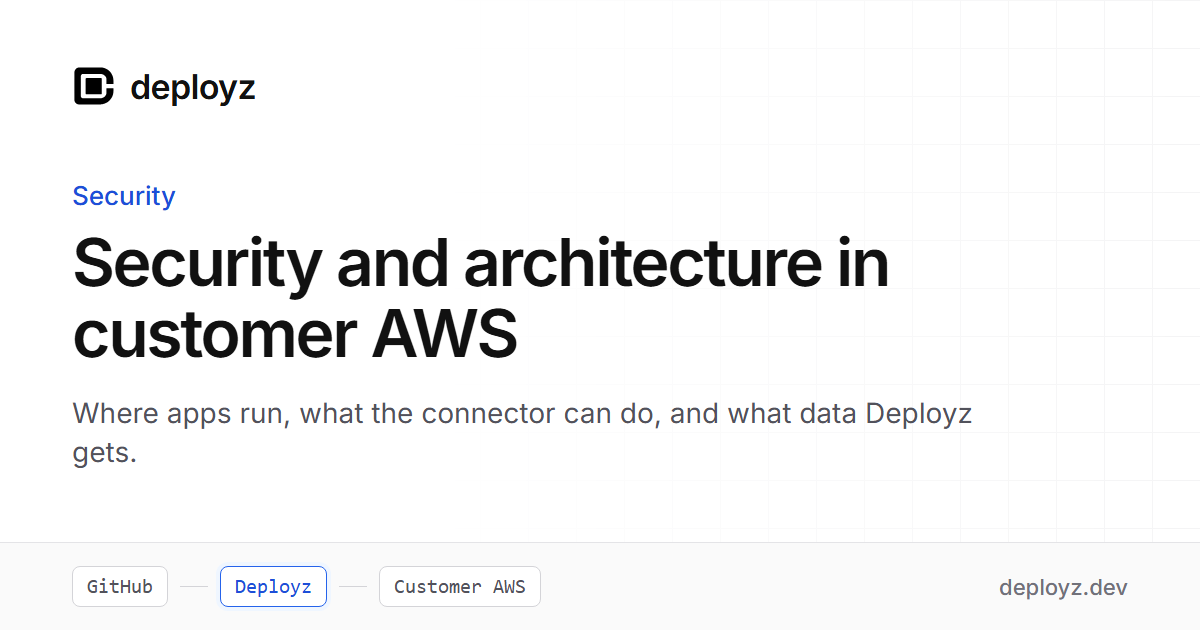 deployz
Security
Security and architecture in
customer AWS
Where apps run, what the connector can do, and what data Deployz
gets.
GitHub
Deployz
Customer AWS
deployz.dev